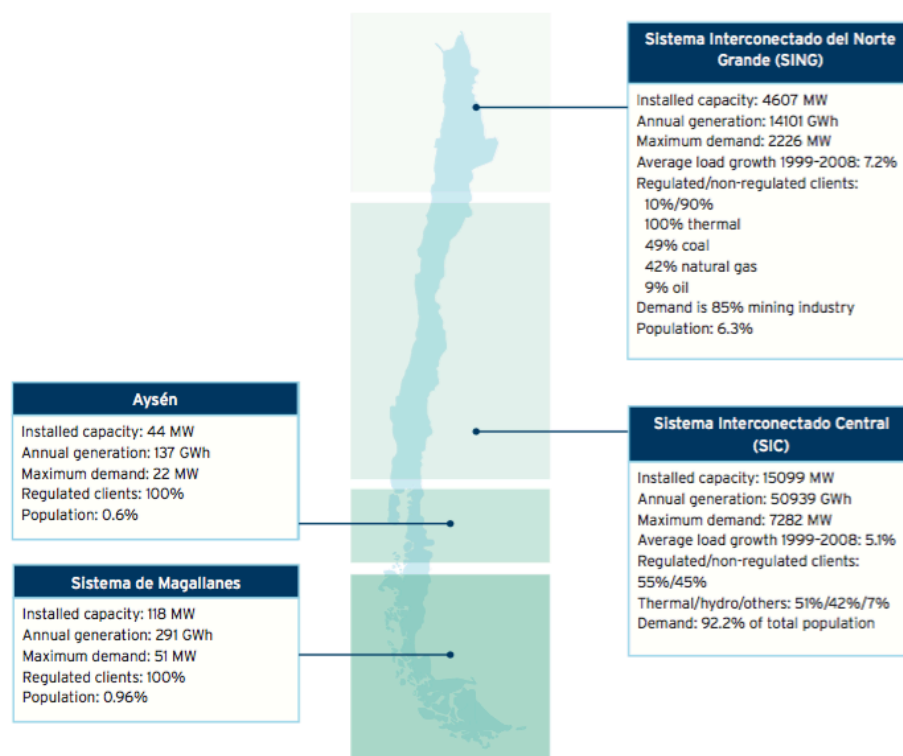 Sistema Interconectado del Norte
Grande (SING)
Installed capacity: 4607 MW
Annual generation: 14101 GWh
Maximum demand: 2226 MW
Average load growth 1999-2008: 7.2%
Regulated/non-regulated clients:
10%/90%
100% thermal
49% coal
42% natural gas
9% oil
Demand is 85% mining industry
Population: 6.3%
Aysén
Installed capacity: 44 MW
Annual generation: 137 GWh
Maximum demand: 22 MW
Regulated clients: 100%
Population: 0.6%
Sistema Interconectado Central
(SIC)
Installed capacity: 15099 MW
Annual generation: 50939 GWh
Maximum demand: 7282 MW
Average load growth 1999-2008: 5.1%
Regulated/non-regulated clients:
55%/45%
Thermal/hydro/others: 51%/42%/7%
Demand: 92.2% of total population
Sistema de Magallanes
Installed capacity: 118 MW
Annual generation: 291 GWh
Maximum demand: 51 MW
Regulated clients: 100%
Population: 0.96%